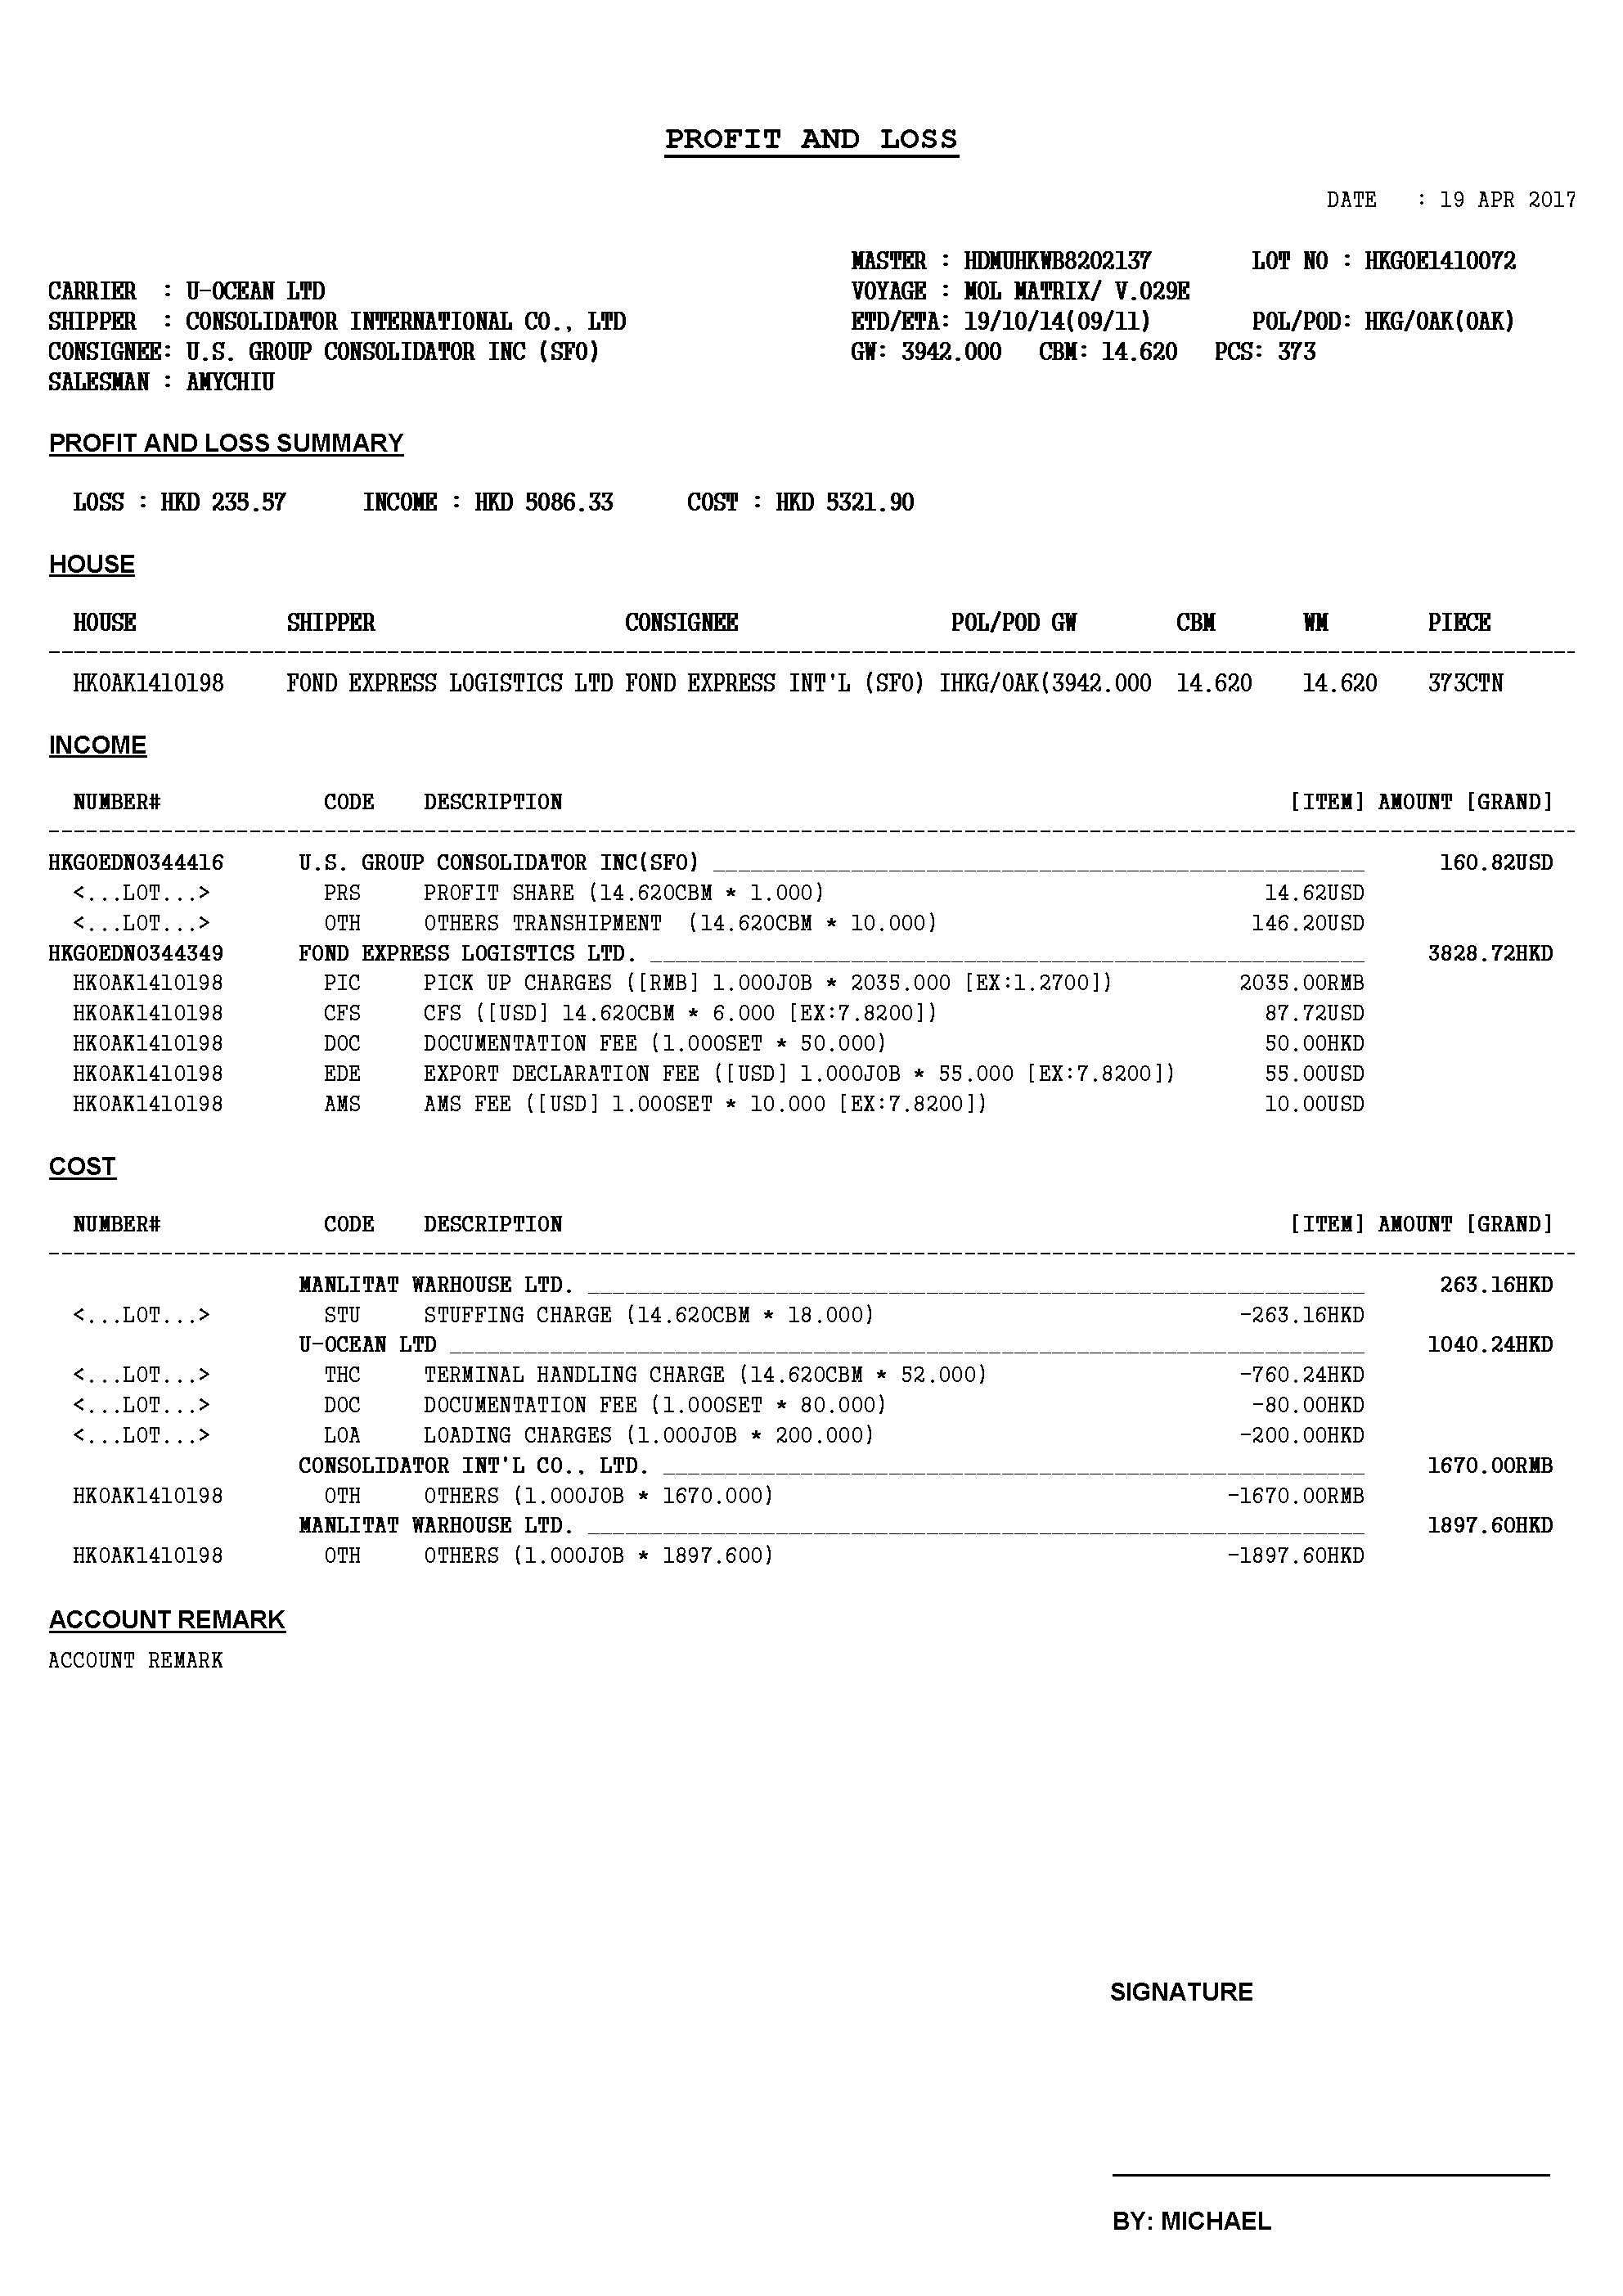 PROFIT AND LOSS
DATE : 19 APR 2017
MASTER : HDMUHKWB8202137 LOT NO : HKGOE1410072
CARRIER : U-OCEAN LTD VOYAGE : MOL MATRIX/ V.029E
SHIPPER : CONSOLIDATOR INTERNATIONAL CO., LTD ETD/ETA: 19/10/14(09/11) POL/POD: HKG/OAK(OAK)
CONSIGNEE: U.S. GROUP CONSOLIDATOR INC (SFO) GW: 3942.000 CBM: 14.620 PCS: 373
SALESMAN : AMYCHIU
PROFIT AND LOSS SUMMARY
LOSS : HKD 235.57 INCOME : HKD 5086.33 COST : HKD 5321.90
HOUSE
HOUSE SHIPPER CONSIGNEE POL/POD GW CBM WM PIECE
HKOAK1410198 FOND EXPRESS LOGISTICS LTD FOND EXPRESS INT'L (SFO) IHKG/OAK(3942.000 14.620 14.620 373CTN
INCOME
NUMBER# CODE DESCRIPTION [ITEM] AMOUNT [GRAND]
HKGOEDN0344416 U.S. GROUP CONSOLIDATOR INC(SFO) 160.82USD
<...LOT...> PRS PROFIT SHARE (14.620CBM * 1.000) 14.62USD
<...LOT...> OTH OTHERS TRANSHIPMENT (14.620CBM * 10.000) 146.20USD
HKGOEDN0344349 FOND EXPRESS LOGISTICS LTD. 3828.72HKD
HKOAK1410198 PIC PICK UP CHARGES ([RMB] 1.000JOB * 2035.000 [EX:1.2700]) 2035.00RMB
HKOAK1410198 CFS CFS ([USD] 14.620CBM * 6.000 [EX:7.8200]) 87.72USD
HKOAK1410198 DOC DOCUMENTATION FEE (1.000SET * 50.000) 50.00HKD
HKOAK1410198 EDE EXPORT DECLARATION FEE ([USD] 1.000JOB * 55.000 [EX:7.8200]) 55.00USD
HKOAK1410198 AMS AMS FEE ([USD] 1.000SET * 10.000 [EX:7.8200]) 10.00USD
COST
NUMBER# CODE DESCRIPTION [ITEM] AMOUNT [GRAND]
MANLITAT WARHOUSE LTD. 263.16HKD
<...LOT...> STU STUFFING CHARGE (14.620CBM * 18.000) -263.16HKD
U-OCEAN LTD 1040.24HKD
<...LOT...> THC TERMINAL HANDLING CHARGE (14.620CBM * 52.000) -760.24HKD
<...LOT...> DOC DOCUMENTATION FEE (1.000SET * 80.000) -80.00HKD
<...LOT...> LOA LOADING CHARGES (1.000JOB * 200.000) -200.00HKD
CONSOLIDATOR INT'L CO., LTD. 1670.00RMB
HKOAK1410198 OTH OTHERS (1.000JOB * 1670.000) -1670.00RMB
MANLITAT WARHOUSE LTD. 1897.60HKD
HKOAK1410198 OTH OTHERS (1.000JOB * 1897.600) -1897.60HKD
ACCOUNT REMARK
ACCOUNT REMARK
SIGNATURE
BY: MICHAEL